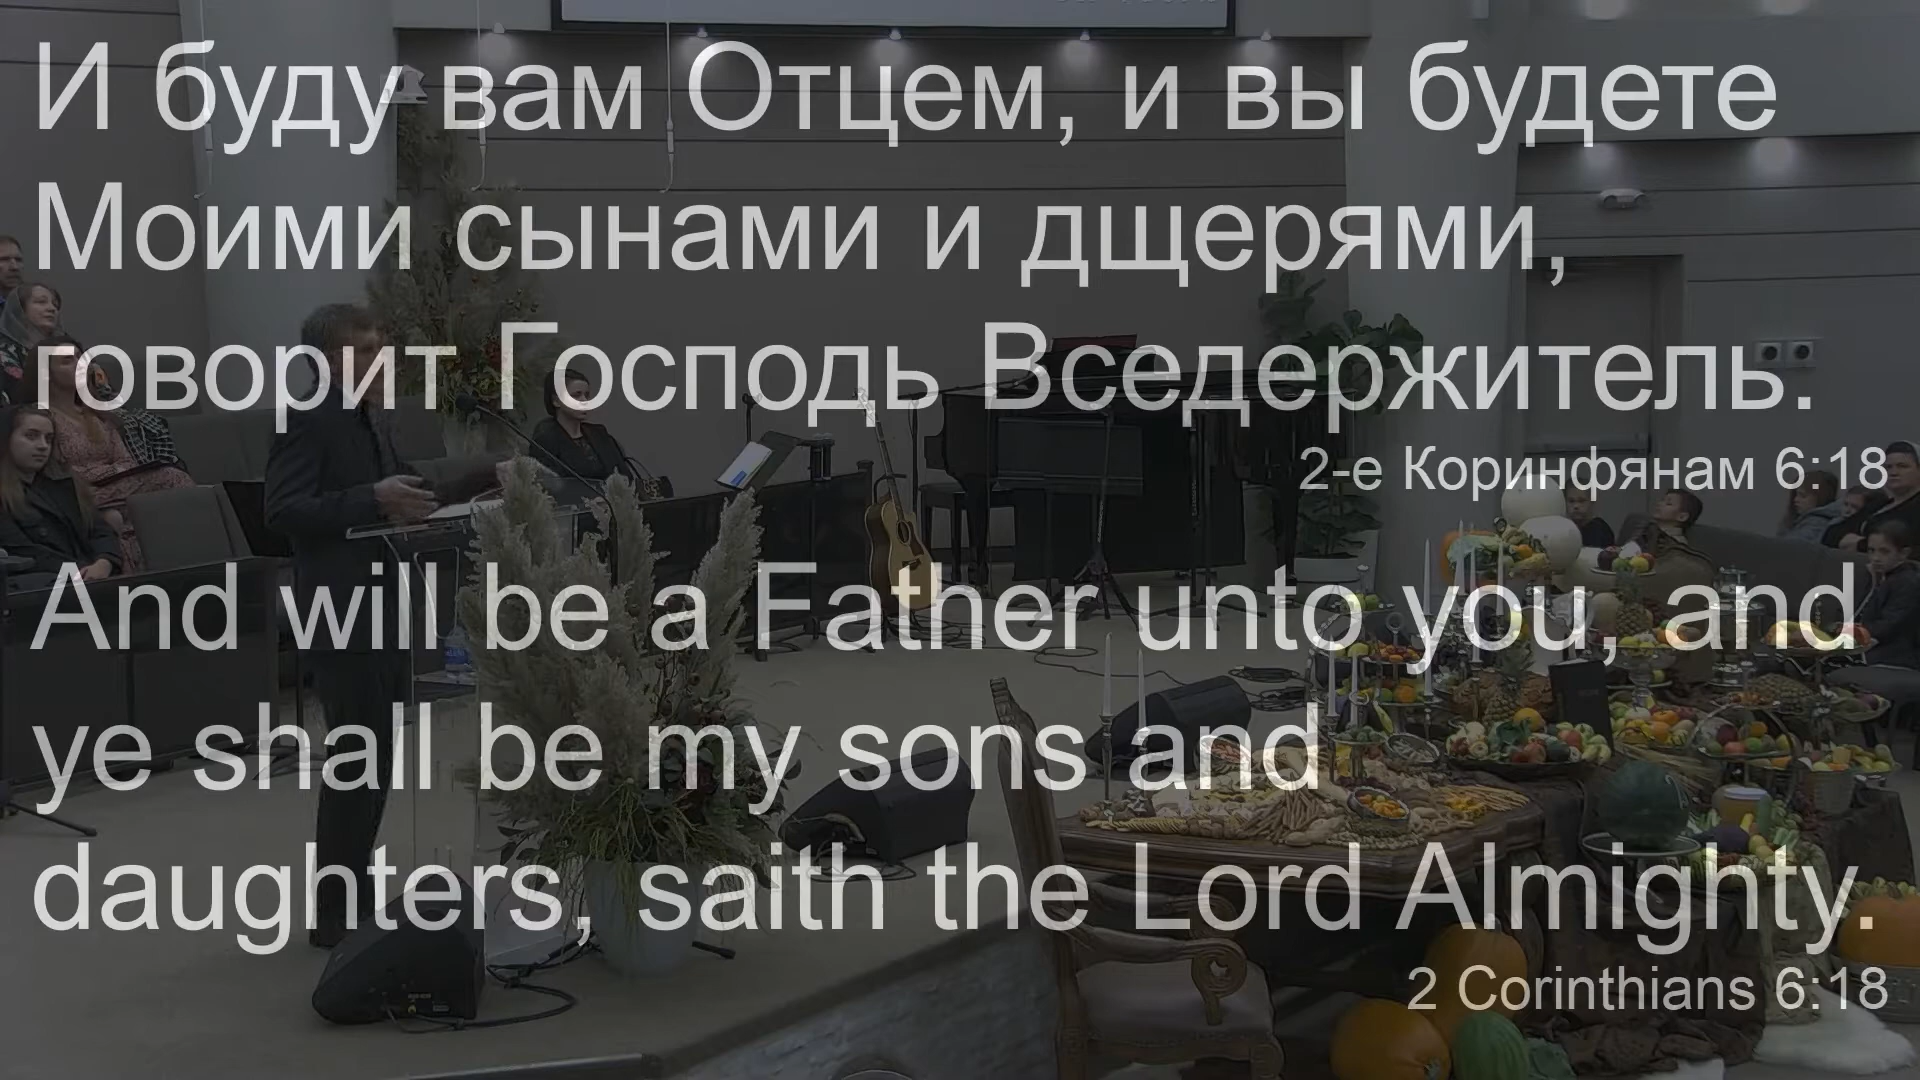 И буду вам Отцем, и вы будете
Моими сынами и дщерями,
говорит Господь Вседержитель.
2-е Коринфянам 6:18
And will be a Father unto you, and
ye shall be my sons and
daughters, saith the Lord Almighty.
2 Corinthians 6:18